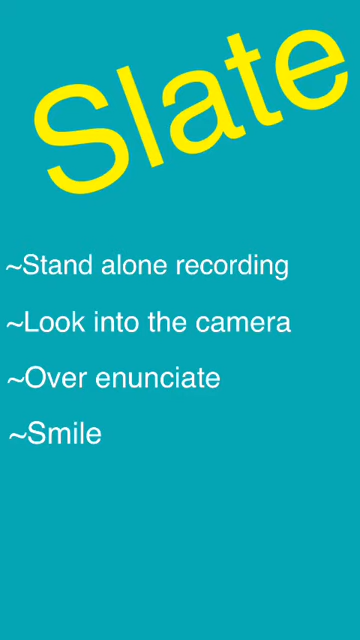 Slate
~Stand alone recording
~Look into the camera
~Over enunciate
~Smile